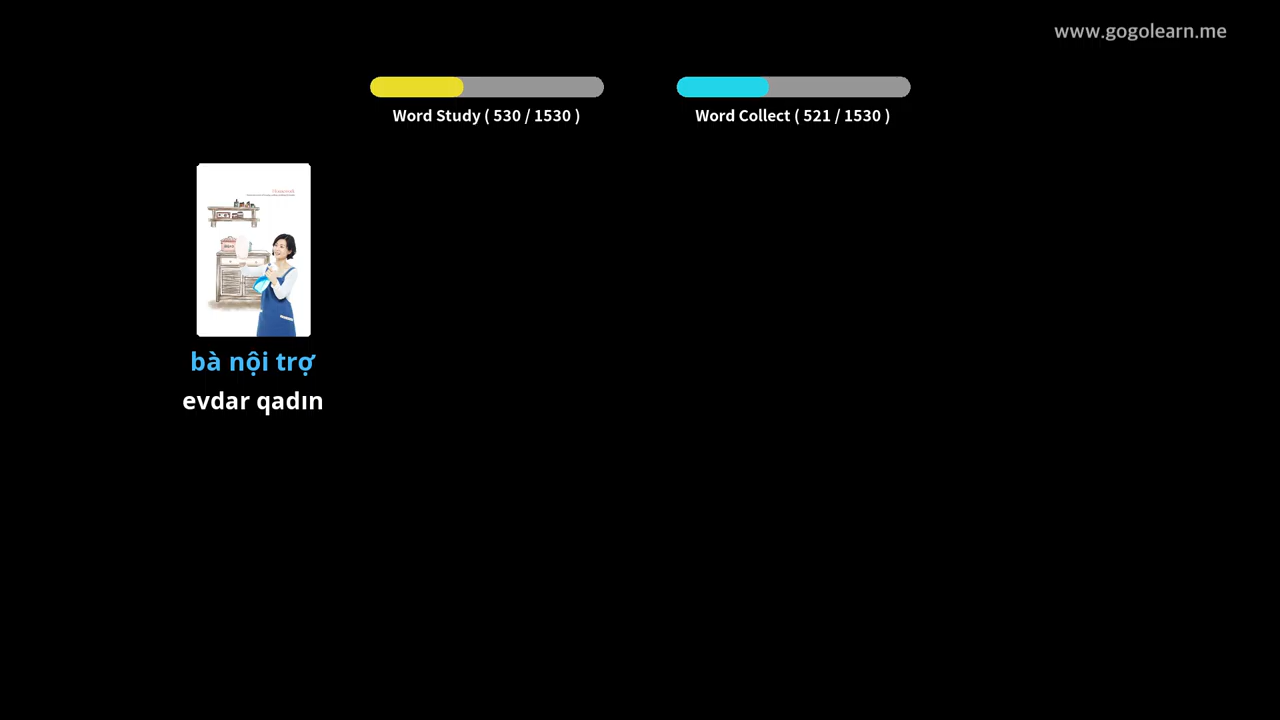 www.gogolearn.me
Word Study ( 530 / 1530 )
Word Collect ( 521 / 1530 )
bà nội trợ
evdar qadın